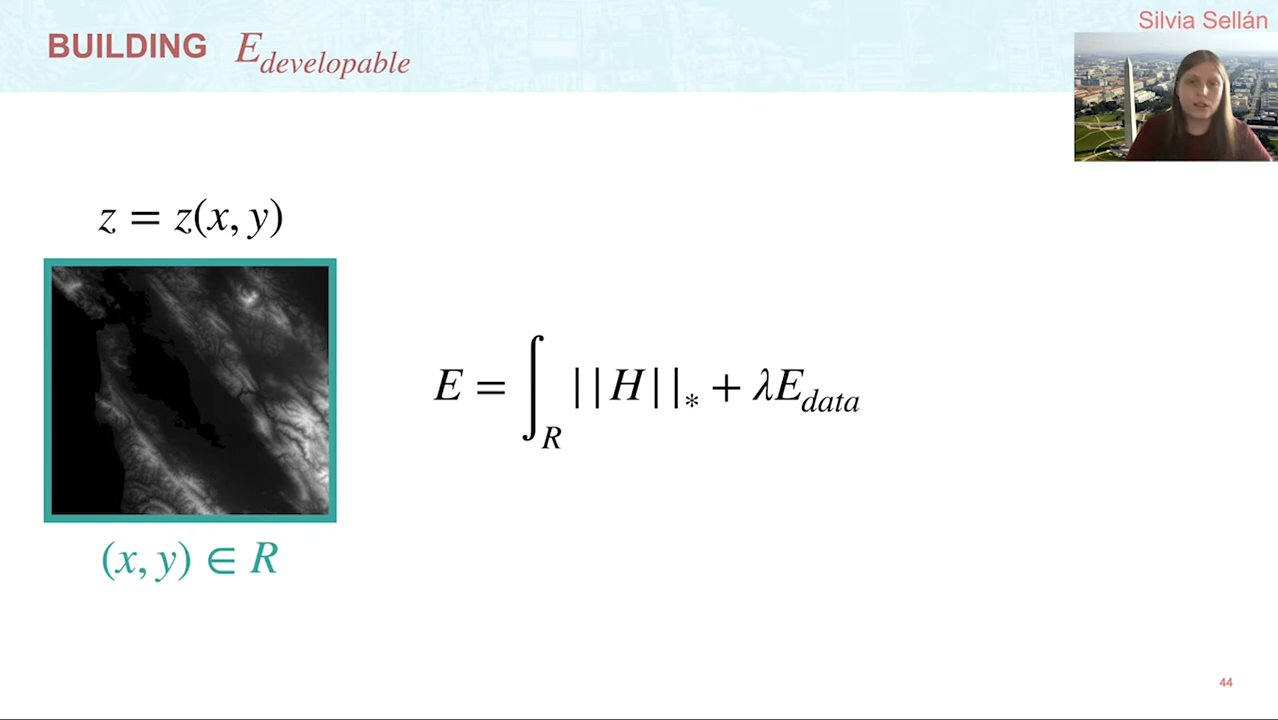 BUILDING E_developable
Silvia Sellán
z = z(x, y)
E = ∫_R ||H||_* + λE_data
(x, y) ∈ R
44